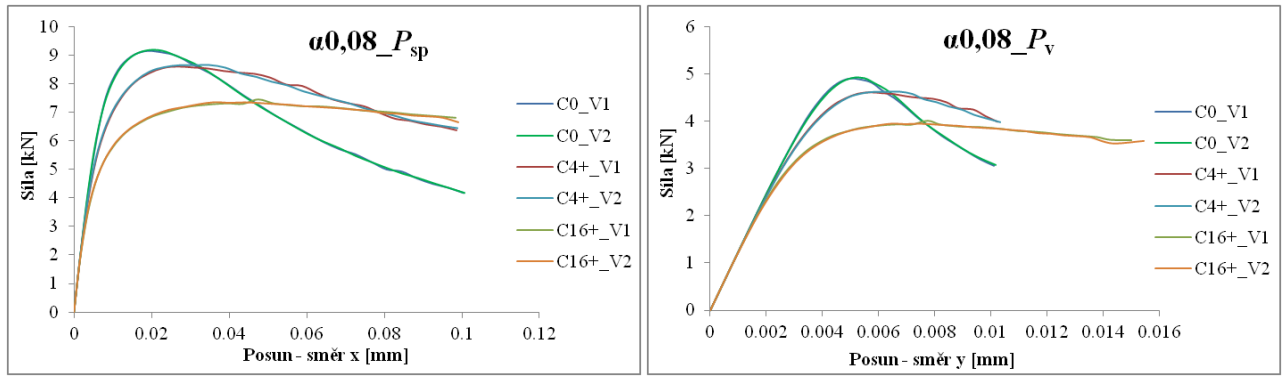 α0,08_Psp
Síla [kN]
10
9
8
7
6
5
4
3
2
1
0
0
0.02
0.04
0.06
0.08
0.1
0.12
Posun - směr x [mm]
C0_V1
C0_V2
C4+_V1
C4+_V2
C16+_V1
C16+_V2
α0,08_Pv
Síla [kN]
6
5
4
3
2
1
0
0
0.002
0.004
0.006
0.008
0.01
0.012
0.014
0.016
Posun - směr y [mm]
C0_V1
C0_V2
C4+_V1
C4+_V2
C16+_V1
C16+_V2